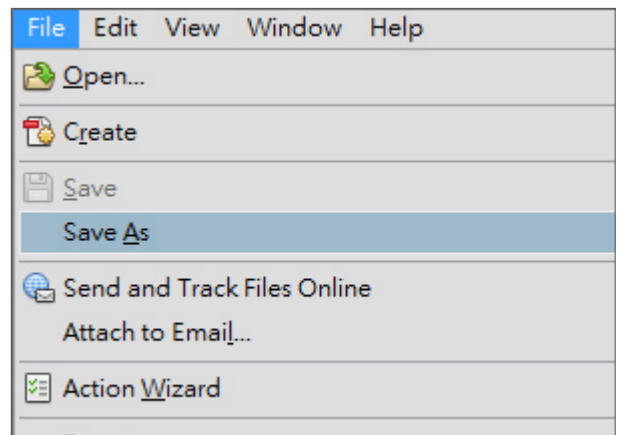 File Edit View Window Help
Open...
Create
Save
Save As
Send and Track Files Online
Attach to Email...
Action Wizard